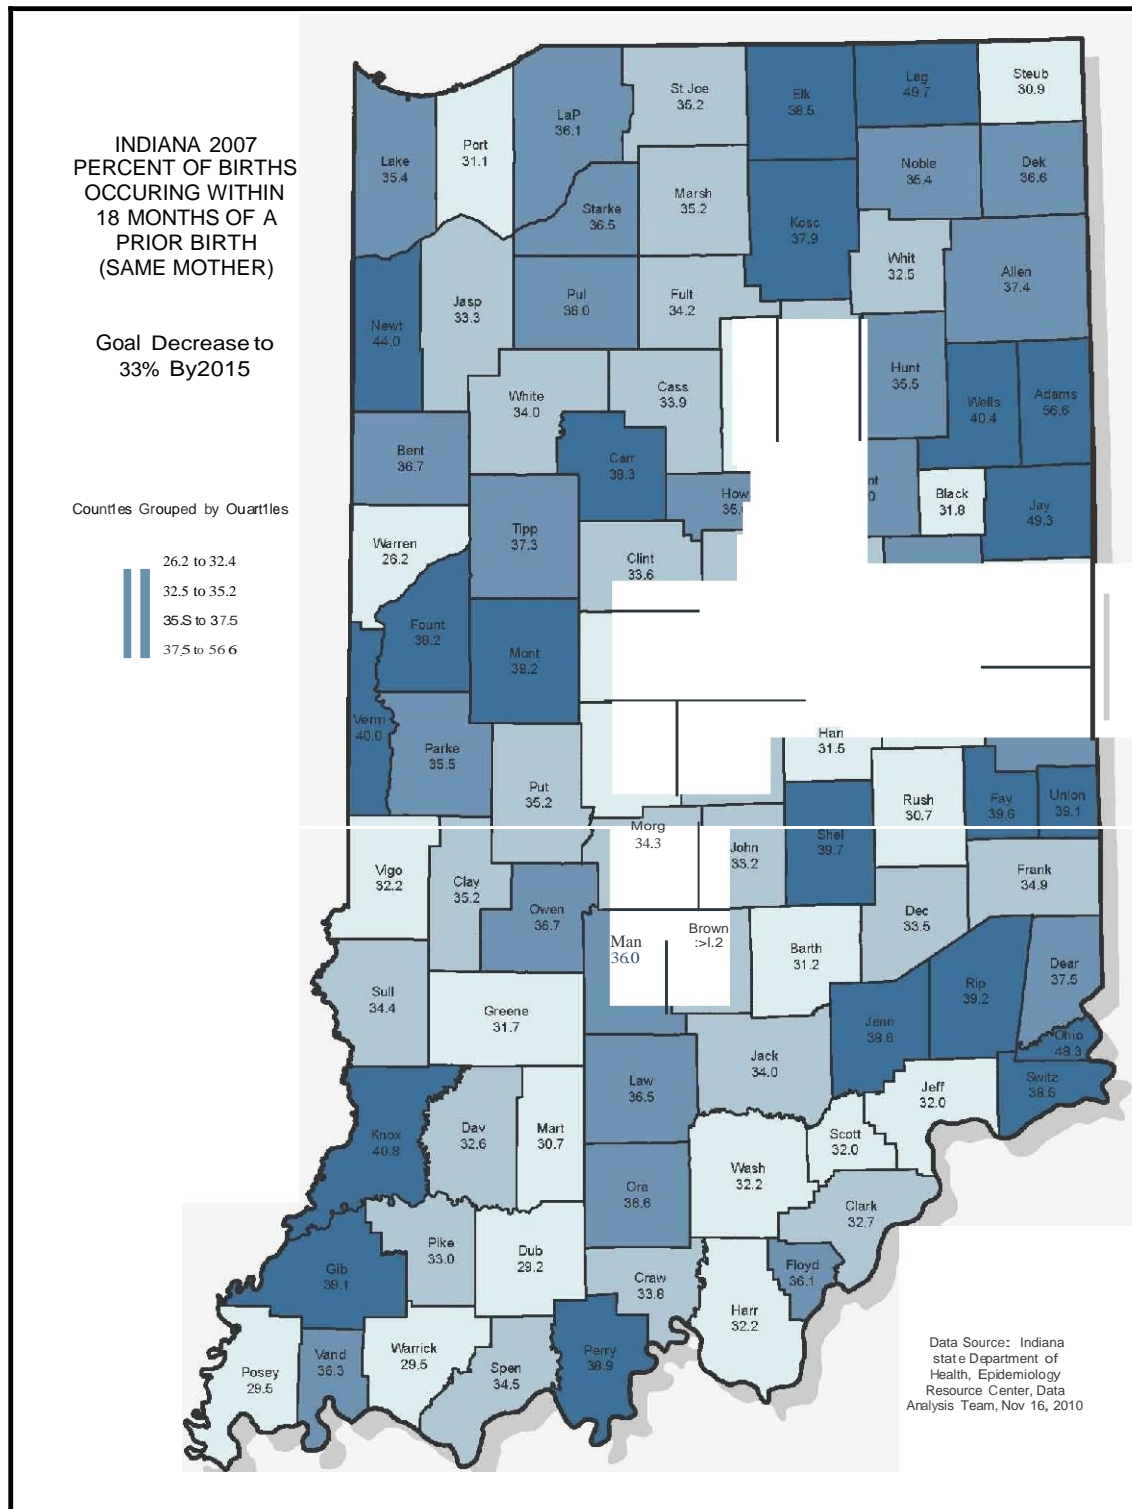 INDIANA 2007
PERCENT OF BIRTHS
OCCURING WITHIN
18 MONTHS OF A
PRIOR BIRTH
(SAME MOTHER)
Goal Decrease to
33% By2015
Counties Grouped by Ouart1les
26.2 to 32.4
32.5 to 35.2
35.S to 37.5
37,5 to 56 6
Lake
35.4
Port
31.1
LaP
36.1
St Joe
35.2
Elk
38.5
Lag
49.7
Steub
30.9
Starke
36.5
Marsh
35.2
Kosc
37.9
Noble
35.4
Dek
36.6
Whit
32.5
Allen
37.4
Newt
44.0
Jasp
33.3
Pul
36.0
Fult
34.2
Hunt
35.5
Wells
40.4
Adams
56.6
White
34.0
Cass
33.9
Carr
38.3
Bent
36.7
How
35.
nt
0
Black
31.8
Jay
49.3
Warren
26.2
Tipp
37.3
Clint
33.6
Fount
38.2
Mont
39.2
Verm
40.0
Parke
35.5
Put
35.2
Han
31.5
Rush
30.7
Fay
39.6
Union
39.1
Morg
34.3
John
33.2
Shel
39.7
Frank
34.9
Vigo
32.2
Clay
35.2
Owen
36.7
Man
36.0
Brown
:>l.2
Barth
31.2
Dec
33.5
Rip
39.2
Dear
37.5
Sull
34.4
Greene
31.7
Jenn
38.6
Ohio
48.3
Jack
34.0
Law
36.5
Jeff
32.0
Switz
38.6
Knox
40.8
Dav
32.6
Mart
30.7
Scott
32.0
Wash
32.2
Ora
36.6
Clark
32.7
Pike
33.0
Dub
29.2
Craw
33.8
Floyd
36.1
Gib
39.1
Harr
32.2
Posey
29.5
Vand
36.3
Warrick
29.5
Spen
34.5
Perry
38.9
Data Source: Indiana
state Department of
Health, Epidemiology
Resource Center, Data
Analysis Team, Nov 16, 2010